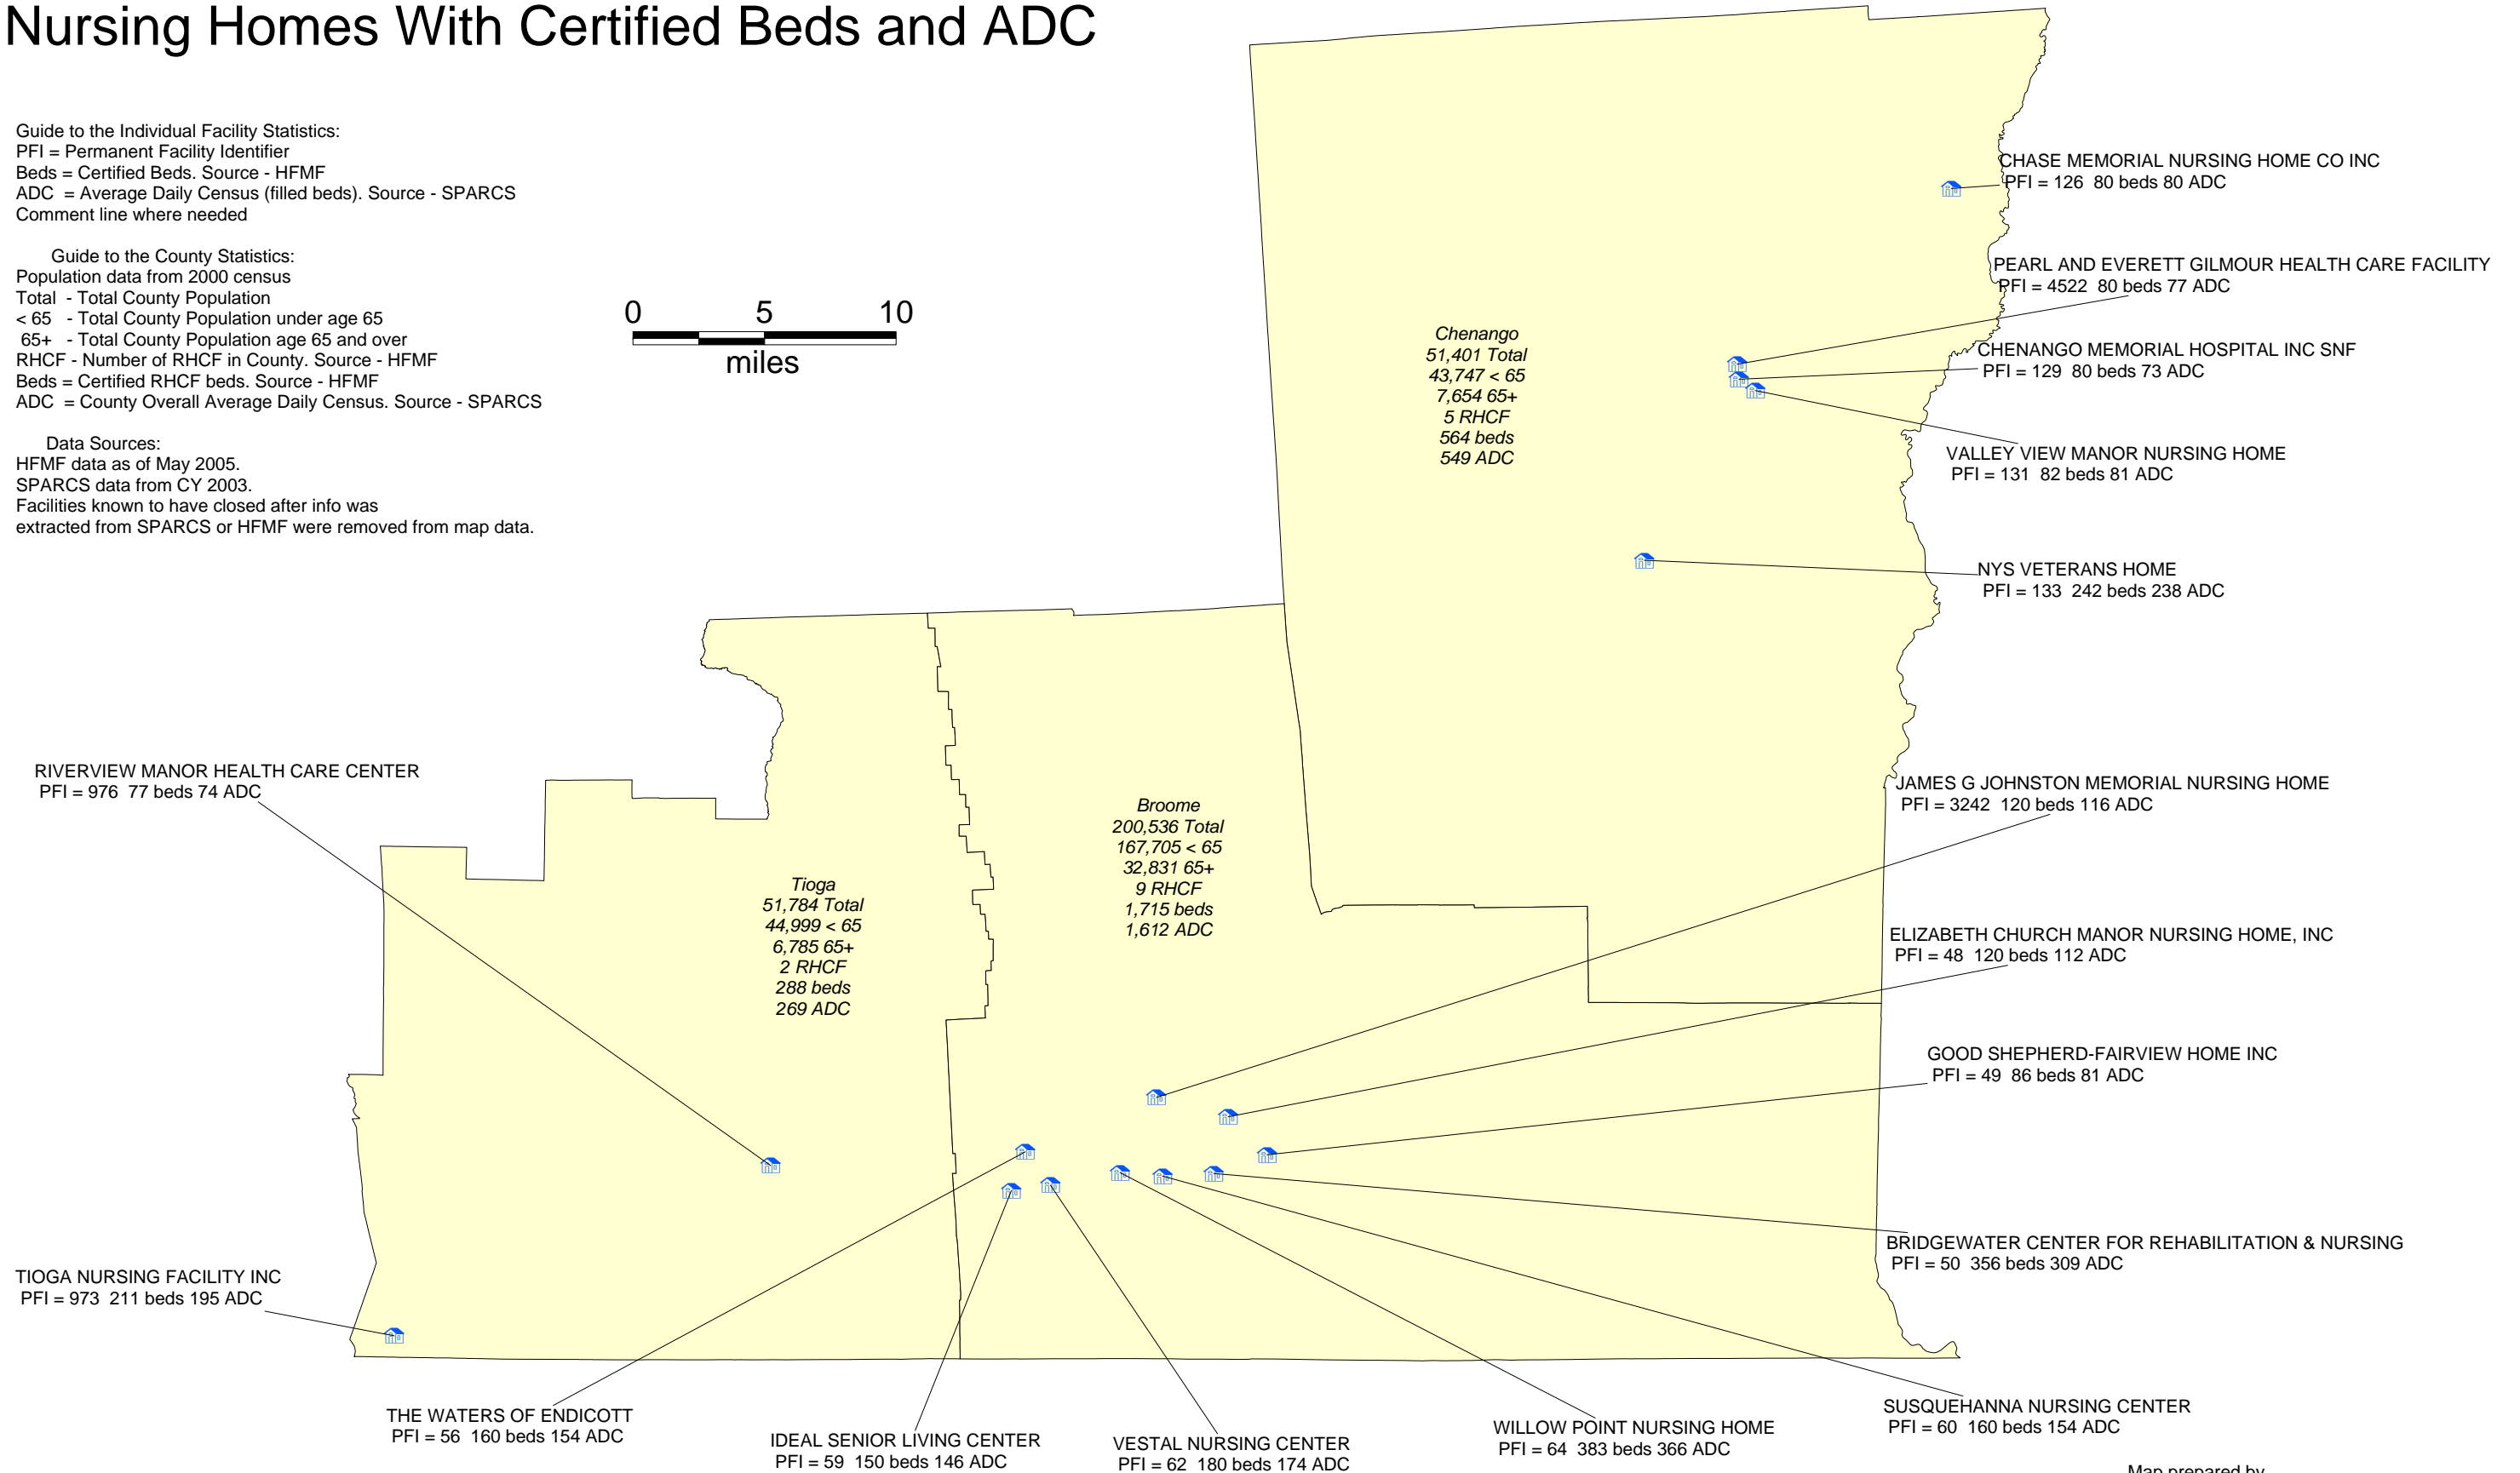 Nursing Homes With Certified Beds and ADC
Guide to the Individual Facility Statistics:
PFI = Permanent Facility Identifier
Beds = Certified Beds. Source - HFMF
ADC = Average Daily Census (filled beds). Source - SPARCS
Comment line where needed
Guide to the County Statistics:
Population data from 2000 census
Total - Total County Population
< 65 - Total County Population under age 65
65+ - Total County Population age 65 and over
RHCF - Number of RHCF in County. Source - HFMF
Beds = Certified RHCF beds. Source - HFMF
ADC = County Overall Average Daily Census. Source - SPARCS
Data Sources:
HFMF data as of May 2005.
SPARCS data from CY 2003.
Facilities known to have closed after info was
extracted from SPARCS or HFMF were removed from map data.
0 5 10
miles
CHASE MEMORIAL NURSING HOME CO INC
PFI = 126 80 beds 80 ADC
PEARL AND EVERETT GILMOUR HEALTH CARE FACILITY
PFI = 4522 80 beds 77 ADC
Chenango
51,401 Total
43,747 < 65
7,654 65+
5 RHCF
564 beds
549 ADC
CHENANGO MEMORIAL HOSPITAL INC SNF
PFI = 129 80 beds 73 ADC
VALLEY VIEW MANOR NURSING HOME
PFI = 131 82 beds 81 ADC
NYS VETERANS HOME
PFI = 133 242 beds 238 ADC
RIVERVIEW MANOR HEALTH CARE CENTER
PFI = 976 77 beds 74 ADC
JAMES G JOHNSTON MEMORIAL NURSING HOME
PFI = 3242 120 beds 116 ADC
Broome
200,536 Total
167,705 < 65
32,831 65+
9 RHCF
1,715 beds
1,612 ADC
Tioga
51,784 Total
44,999 < 65
6,785 65+
2 RHCF
288 beds
269 ADC
ELIZABETH CHURCH MANOR NURSING HOME, INC
PFI = 48 120 beds 112 ADC
GOOD SHEPHERD-FAIRVIEW HOME INC
PFI = 49 86 beds 81 ADC
BRIDGEWATER CENTER FOR REHABILITATION & NURSING
PFI = 50 356 beds 309 ADC
TIOGA NURSING FACILITY INC
PFI = 973 211 beds 195 ADC
THE WATERS OF ENDICOTT
PFI = 56 160 beds 154 ADC
IDEAL SENIOR LIVING CENTER
PFI = 59 150 beds 146 ADC
VESTAL NURSING CENTER
PFI = 62 180 beds 174 ADC
WILLOW POINT NURSING HOME
PFI = 64 383 beds 366 ADC
SUSQUEHANNA NURSING CENTER
PFI = 60 160 beds 154 ADC
Map prepared by